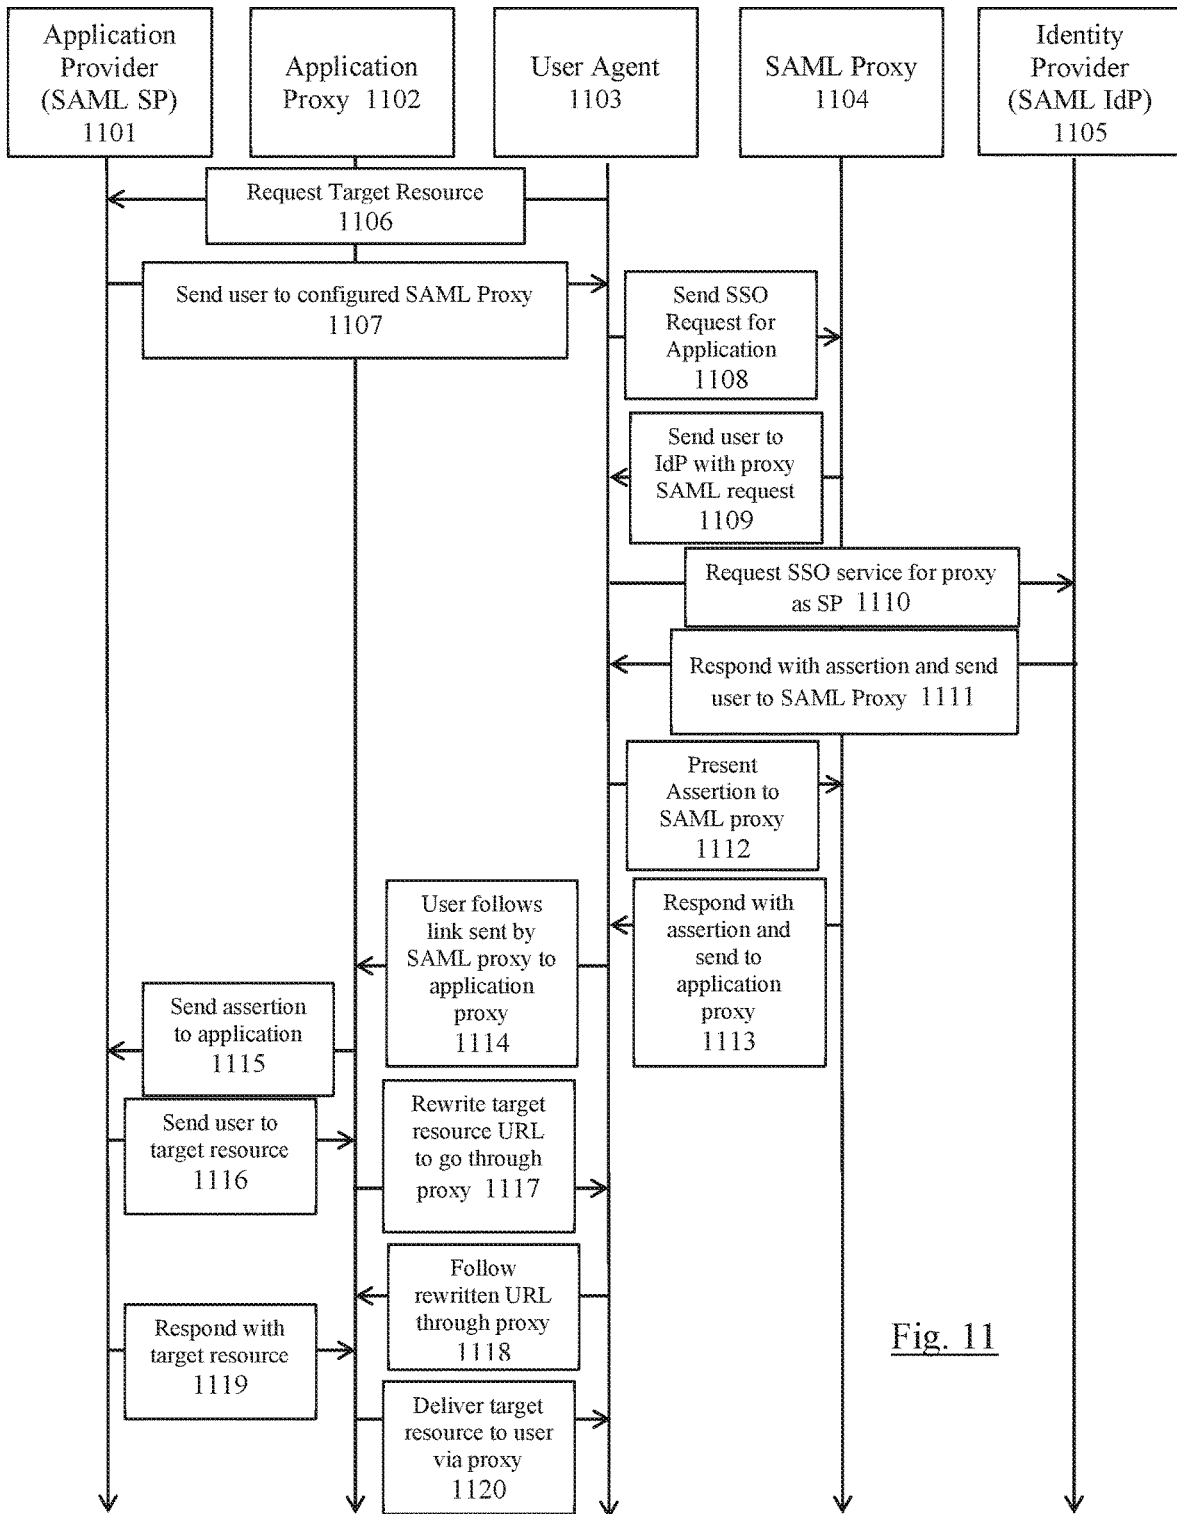 Application
Provider
(SAML SP)
1101
Application
Proxy 1102
User Agent
1103
SAML Proxy
1104
Identity
Provider
(SAML IdP)
1105
Request Target Resource
1106
Send user to configured SAML Proxy
1107
Send SSO
Request for
Application
1108
Send user to
IdP with proxy
SAML request
1109
Request SSO service for proxy
as SP 1110
Respond with assertion and send
user to SAML Proxy 1111
Present
Assertion to
SAML proxy
1112
Respond with
assertion and
send to
application
proxy
1113
User follows
link sent by
SAML proxy to
application
proxy
1114
Send assertion
to application
1115
Send user to
target resource
1116
Rewrite target
resource URL
to go through
proxy 1117
Follow
rewritten URL
through proxy
1118
Respond with
target resource
1119
Deliver target
resource to user
via proxy
1120
Fig. 11